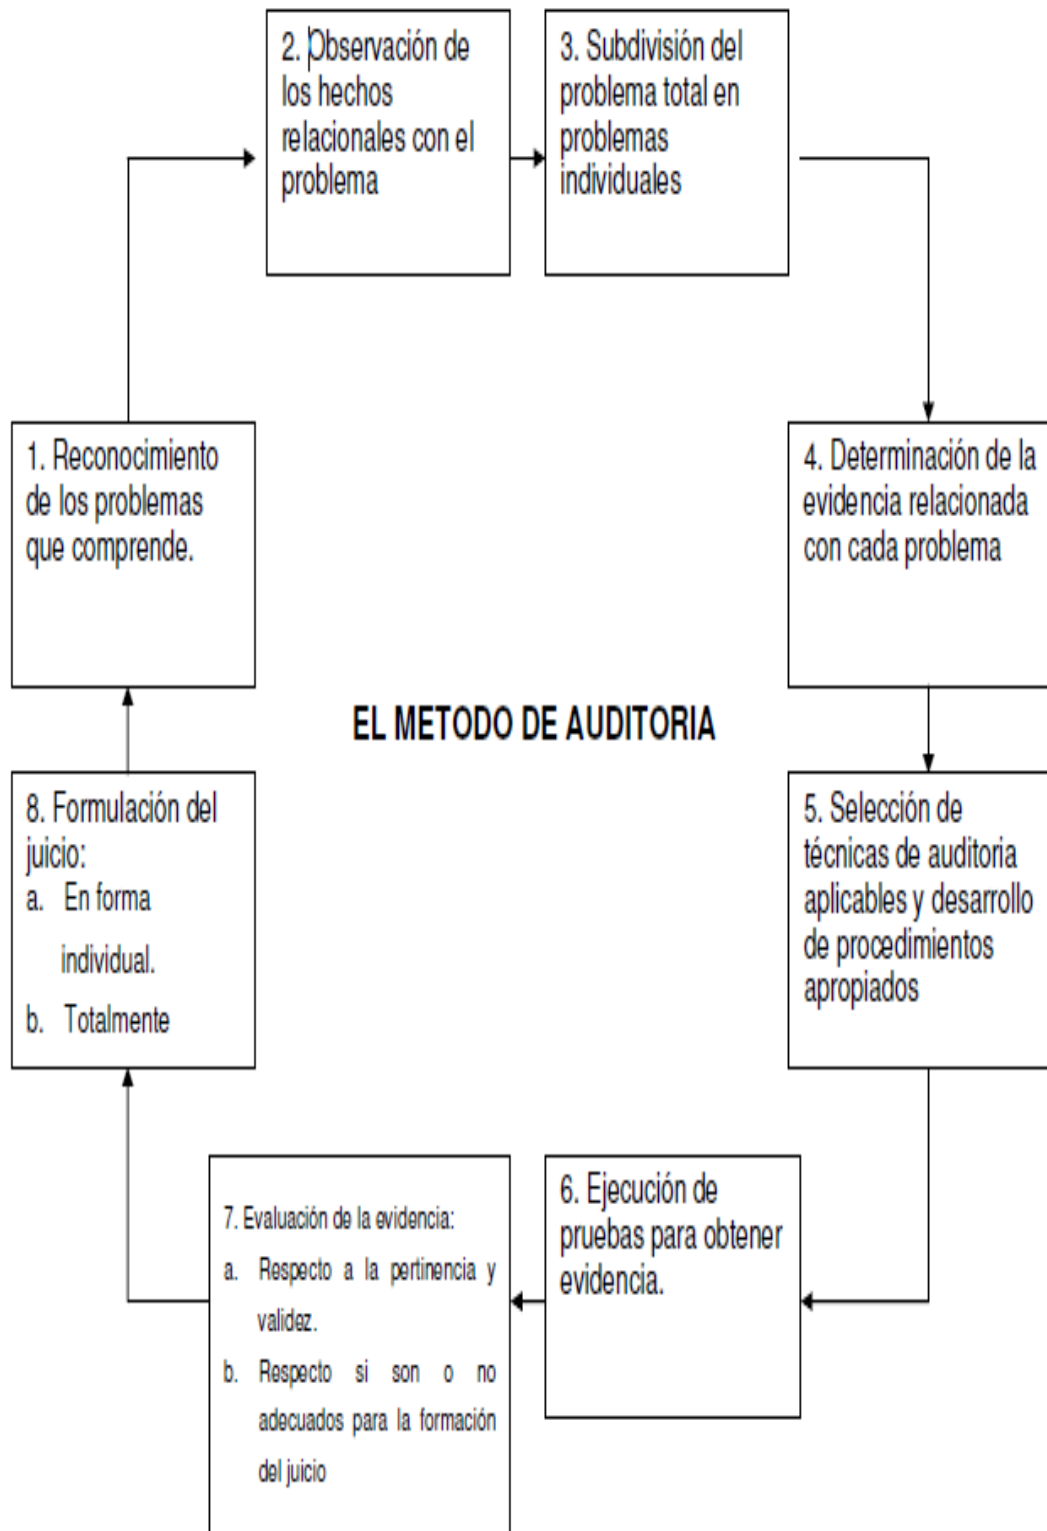 2. Observación de
los hechos
relacionales con el
problema
3. Subdivisión del
problema total en
problemas
individuales
1. Reconocimiento
de los problemas
que comprende.
4. Determinación de la
evidencia relacionada
con cada problema
EL METODO DE AUDITORIA
8. Formulación del
juicio:
a. En forma
individual.
b. Totalmente
5. Selección de
técnicas de auditoria
aplicables y desarrollo
de procedimientos
apropiados
7. Evaluación de la evidencia:
a. Respecto a la pertinencia y
validez.
b. Respecto si son o no
adecuados para la formación
del juicio
6. Ejecución de
pruebas para obtener
evidencia.